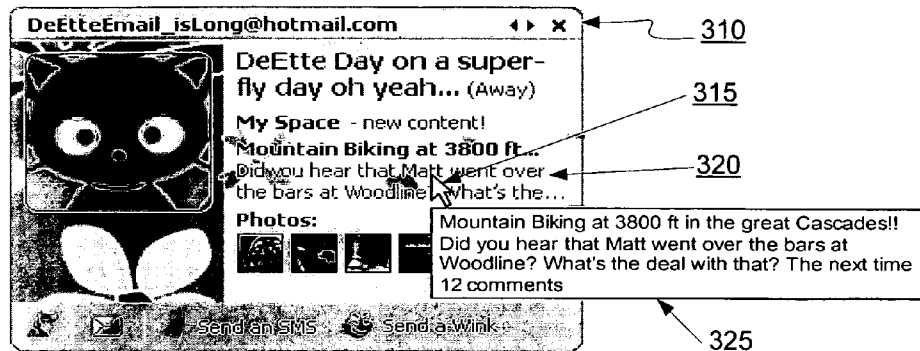 DeEtteEmail_isLong@hotmail.com
310
DeEtte Day on a super-
fly day oh yeah... (Away)
315
My Space - new content!
Mountain Biking at 3800 ft...
320
Did you hear that Matt went over
the bars at Woodline? What's the...
Photos:
Mountain Biking at 3800 ft in the great Cascades!!
Did you hear that Matt went over the bars at
Woodline? What's the deal with that? The next time
12 comments
Send an SMS
Send a Wink
325